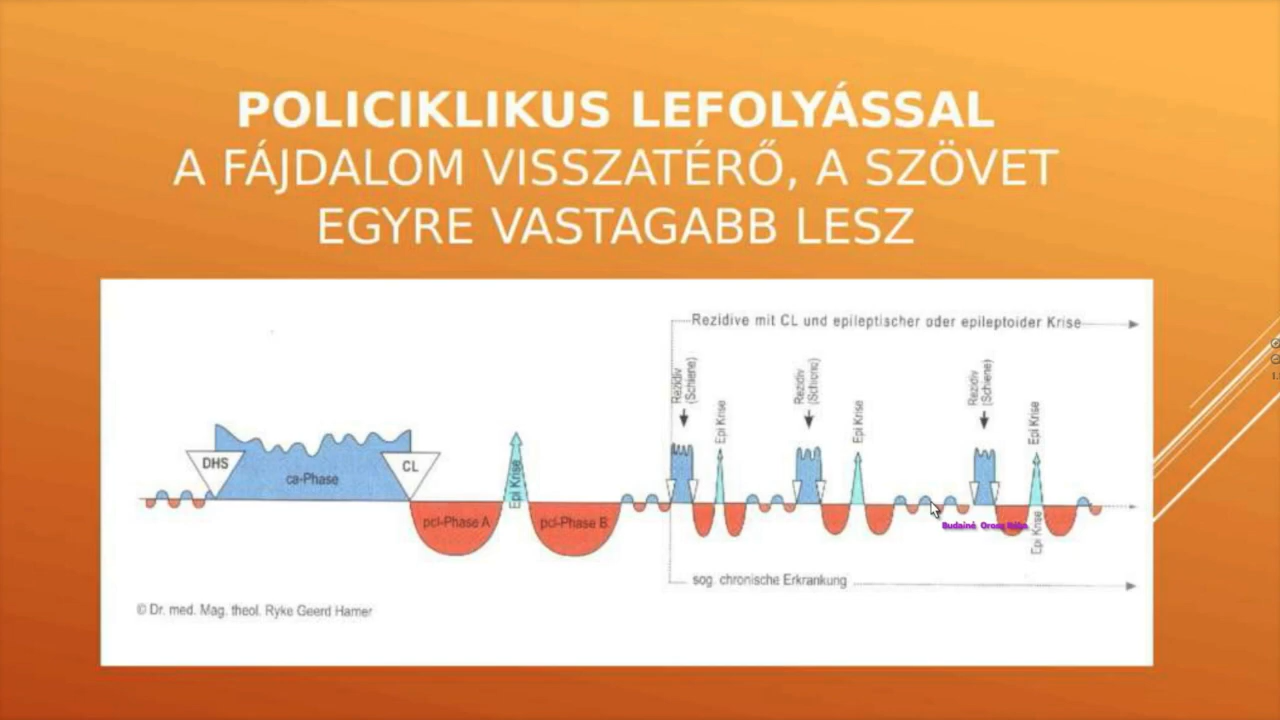 POLICIKLIKUS LEFOLYÁSSAL
A FÁJDALOM VISSZATÉRŐ, A SZÖVET
EGYRE VASTAGABB LESZ
Rezidive mit CL und epileptischer oder epileptoider Krise
Rezidiv
(Schiene)
Rezidiv
(Schiene)
Rezidiv
(Schiene)
Epi Krise
Epi Krise
Epi Krise
DHS
ca-Phase
CL
Epi Krise
pcl-Phase A
pcl-Phase B
Budainé Orosz
Epi Krise
sog. chronische Erkrankung
© Dr. med. Mag. theol. Ryke Geerd Hamer